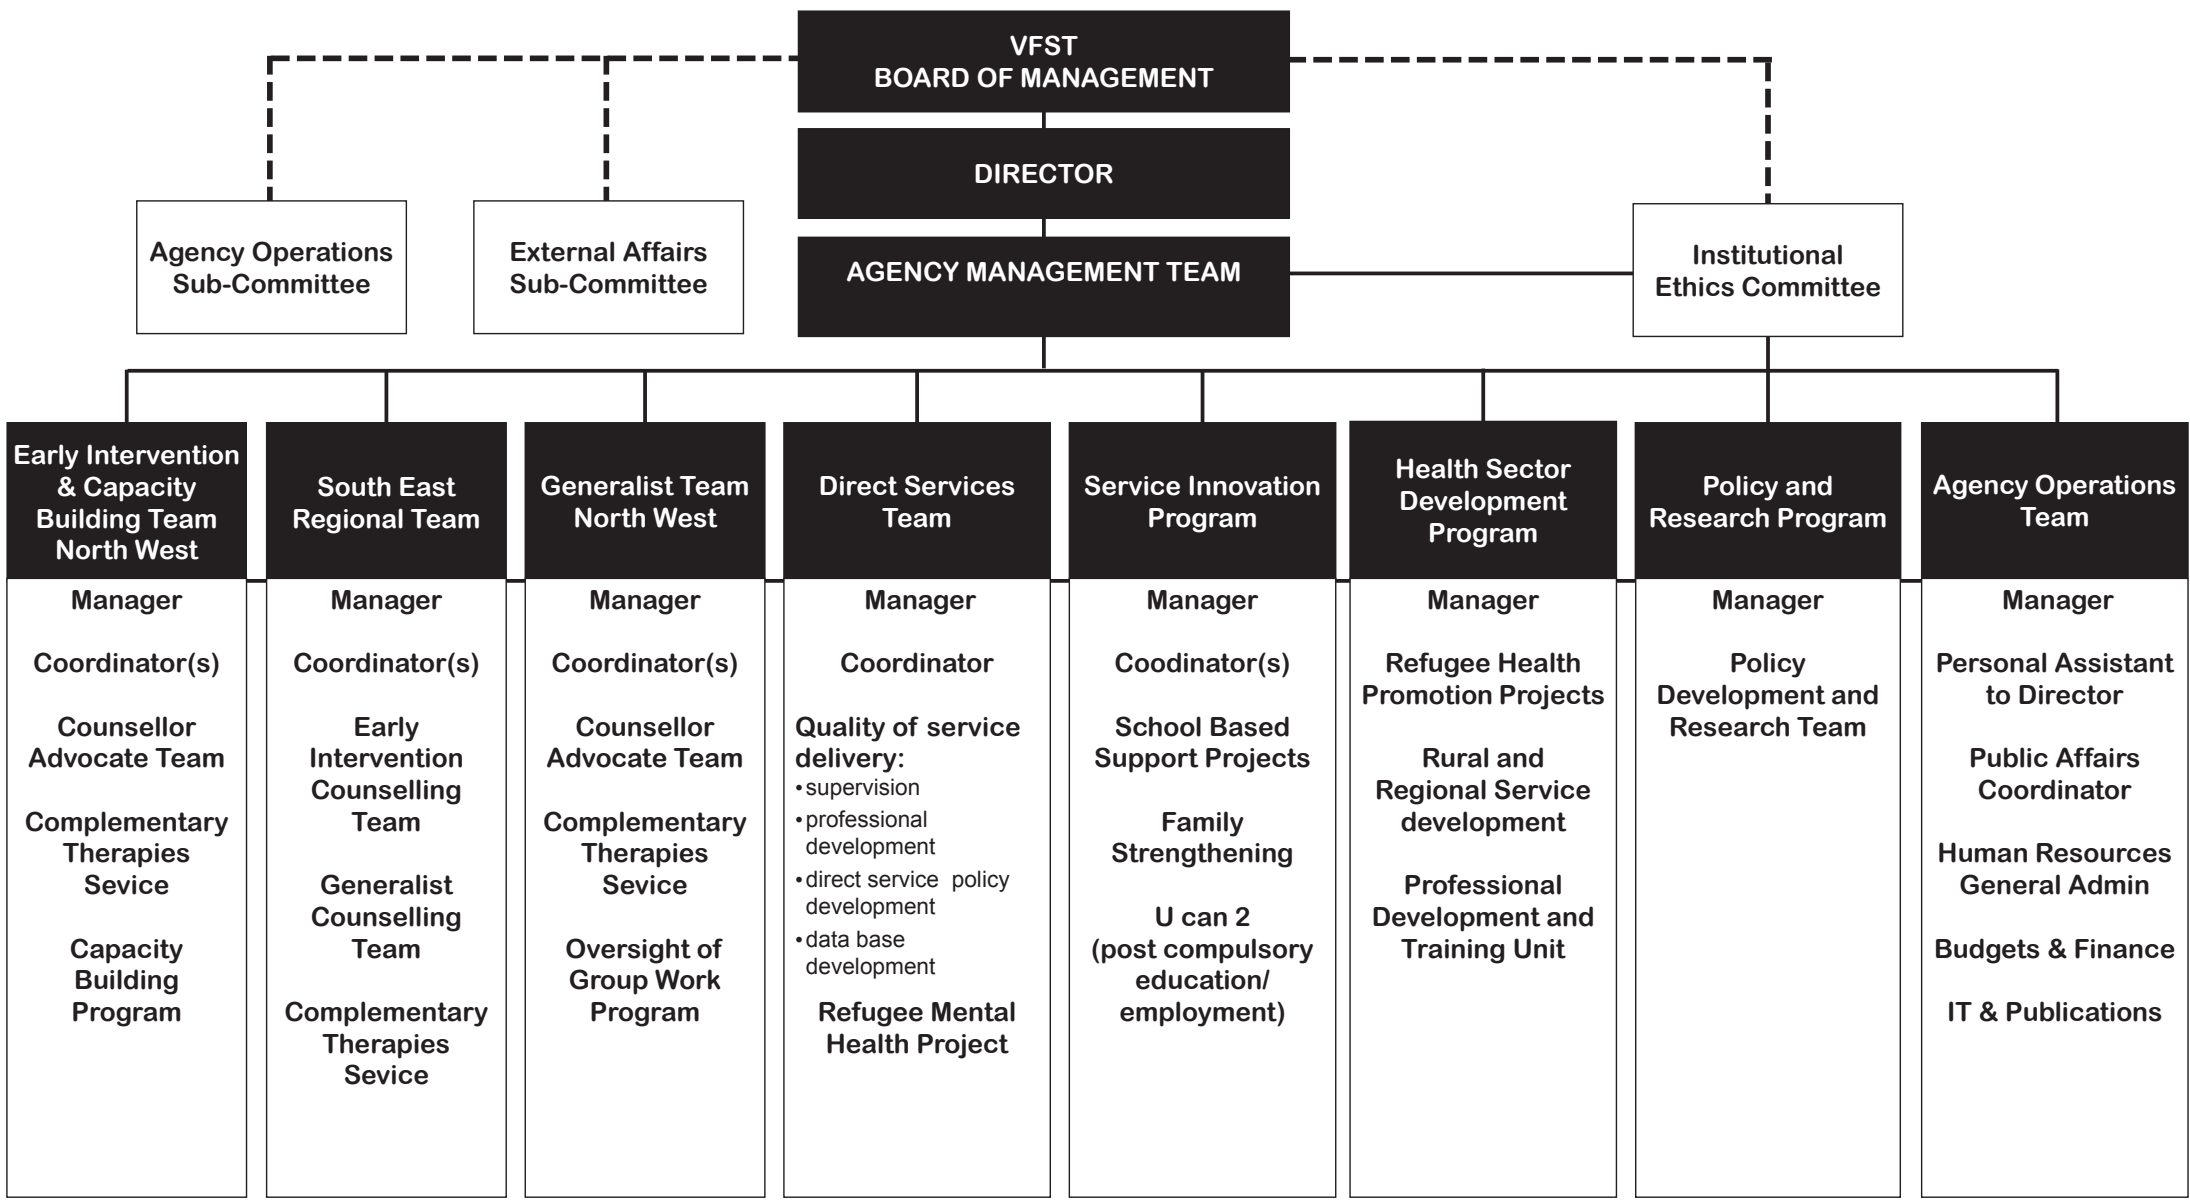 VFST
BOARD OF MANAGEMENT
DIRECTOR
AGENCY MANAGEMENT TEAM
Agency Operations
Sub-Committee
External Affairs
Sub-Committee
Institutional
Ethics Committee
Early Intervention
& Capacity
Building Team
North West
Manager
Coordinator(s)
Counsellor
Advocate Team
Complementary
Therapies
Sevice
Capacity
Building
Program
South East
Regional Team
Manager
Coordinator(s)
Early
Intervention
Counselling
Team
Generalist
Counselling
Team
Complementary
Therapies
Sevice
Generalist Team
North West
Manager
Coordinator(s)
Counsellor
Advocate Team
Complementary
Therapies
Sevice
Oversight of
Group Work
Program
Direct Services
Team
Manager
Coordinator
Quality of service
delivery:
• supervision
• professional
development
• direct service policy
development
• data base
development
Refugee Mental
Health Project
Service Innovation
Program
Manager
Coodinator(s)
School Based
Support Projects
Family
Strengthening
U can 2
(post compulsory
education/
employment)
Health Sector
Development
Program
Manager
Refugee Health
Promotion Projects
Rural and
Regional Service
development
Professional
Development and
Training Unit
Policy and
Research Program
Manager
Policy
Development and
Research Team
Agency Operations
Team
Manager
Personal Assistant
to Director
Public Affairs
Coordinator
Human Resources
General Admin
Budgets & Finance
IT & Publications